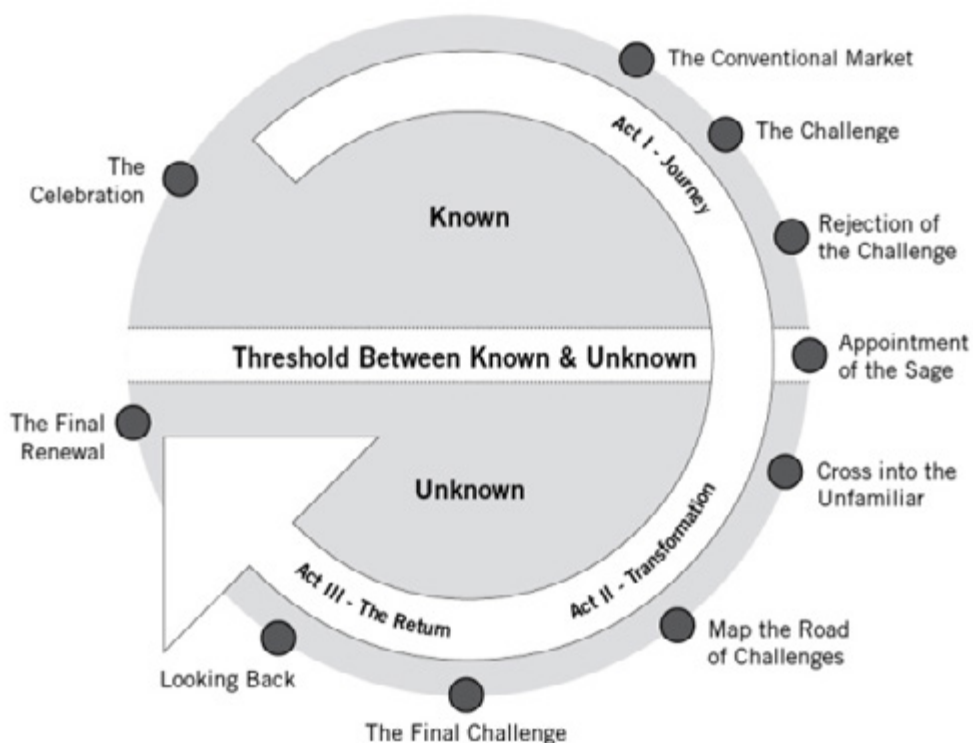 The Conventional Market
The Challenge
Rejection of
the Challenge
Appointment
of the Sage
Cross into the
Unfamiliar
Map the Road
of Challenges
The Final Challenge
Looking Back
The Final
Renewal
The
Celebration
Act I - Journey
Act II - Transformation
Act III - The Return
Known
Threshold Between Known & Unknown
Unknown